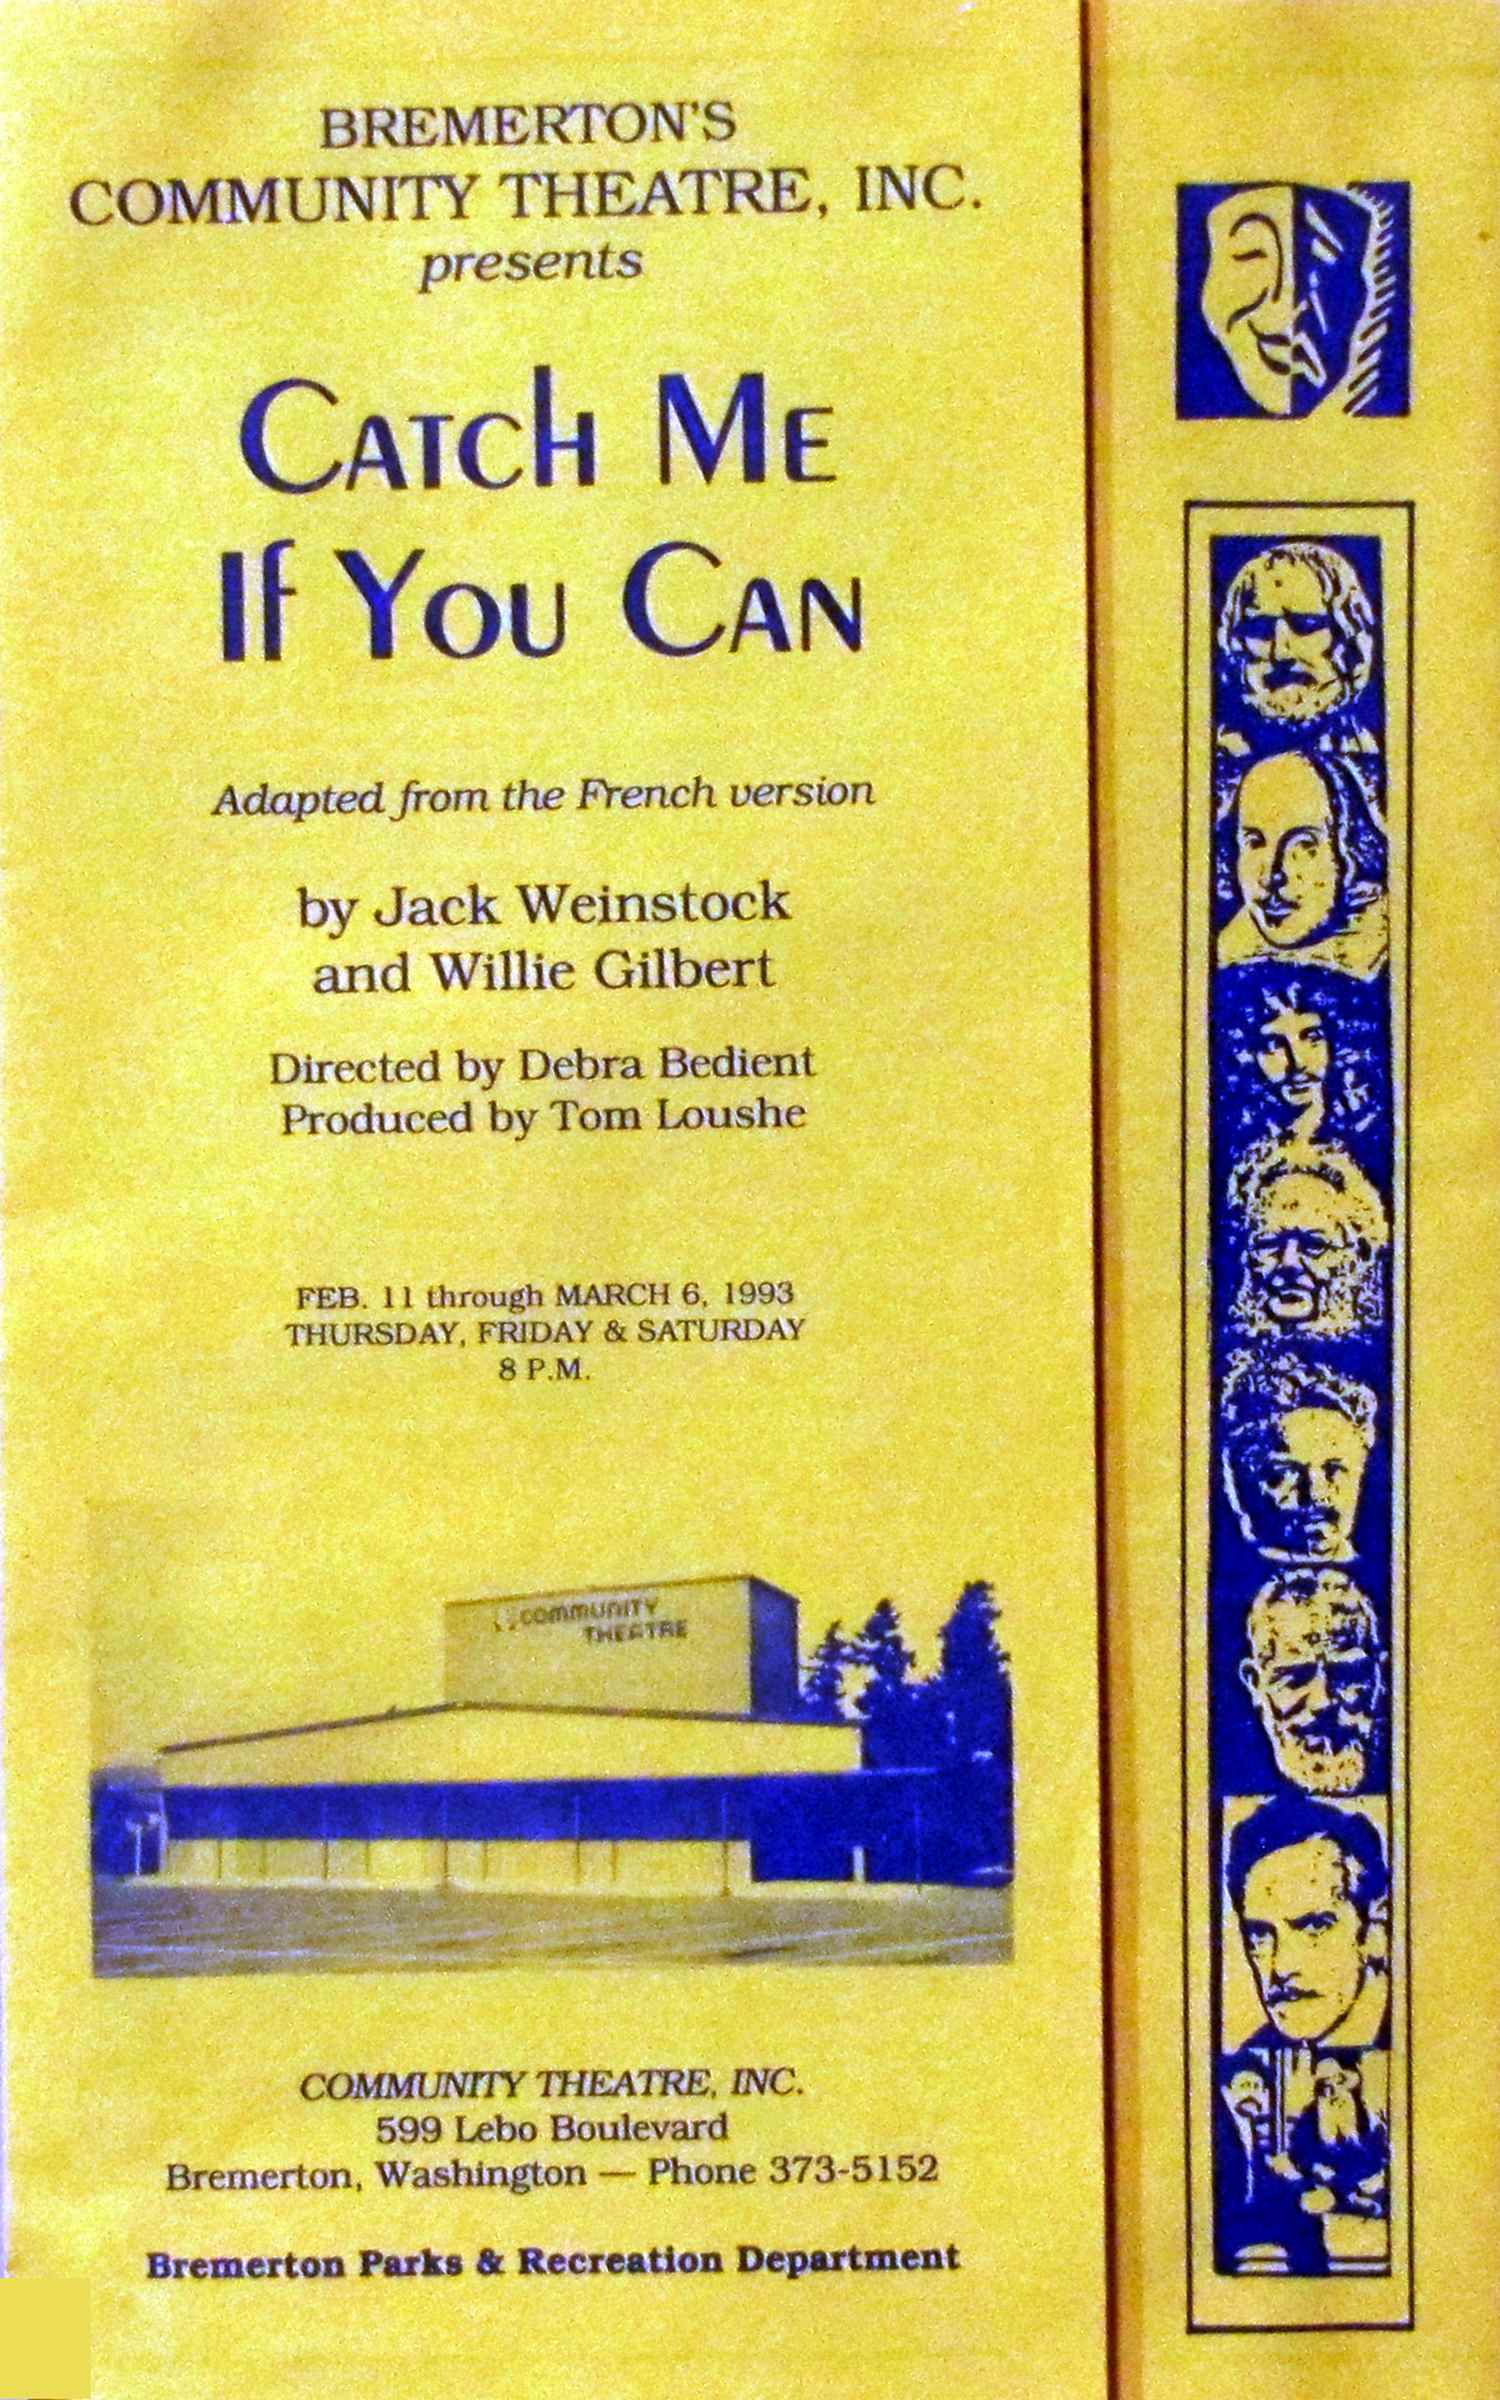 BREMERTON'S
COMMUNITY THEATRE, INC.
presents
CATCH ME
IF YOU CAN
Adapted from the French version
by Jack Weinstock
and Willie Gilbert
Directed by Debra Bedient
Produced by Tom Loushe
FEB. 11 through MARCH 6, 1993
THURSDAY, FRIDAY & SATURDAY
8 P.M.
COMMUNITY
THEATRE
COMMUNITY THEATRE, INC.
599 Lebo Boulevard
Bremerton, Washington — Phone 373-5152
Bremerton Parks & Recreation Department